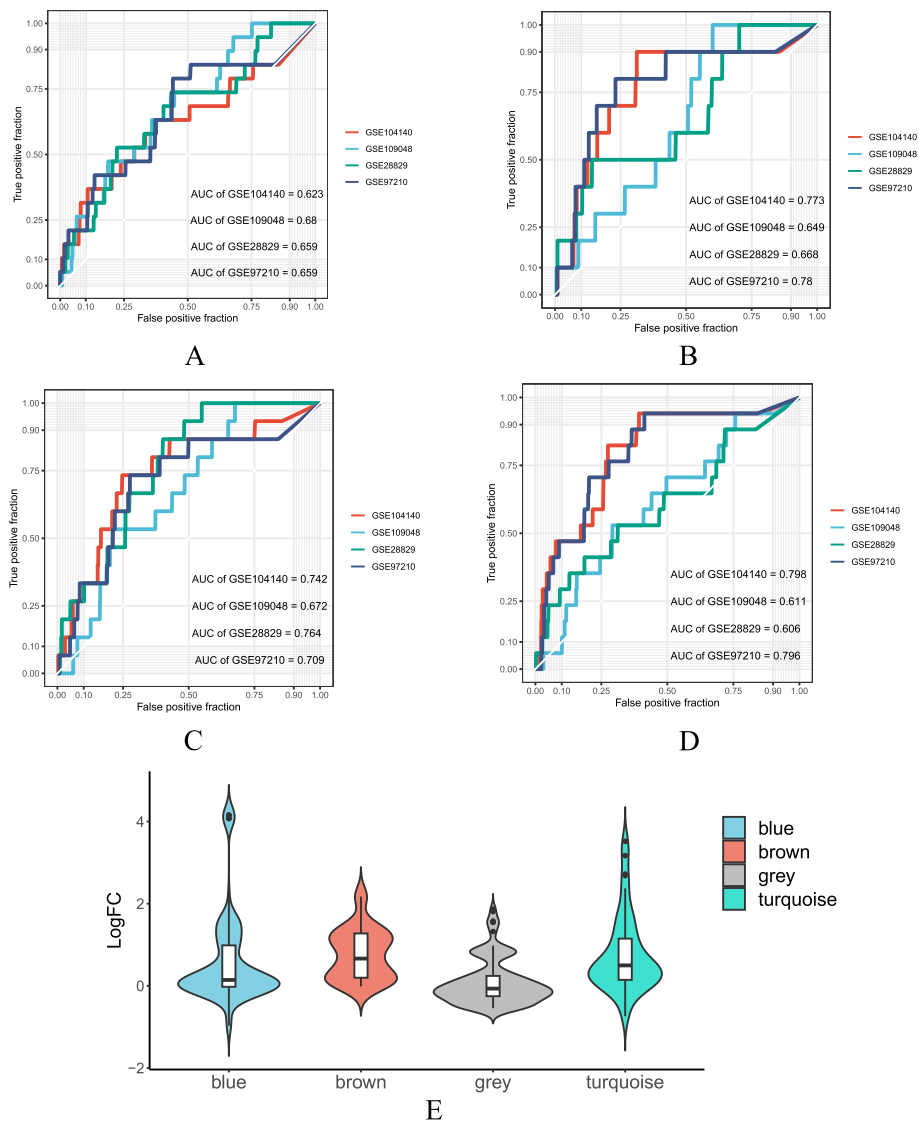 1.00
0.90
0.75
0.50
0.25
0.10
0.00
True positive fraction
0.00 0.10 0.25 0.50 0.75 0.90 1.00
False positive fraction
AUC of GSE104140 = 0.623
AUC of GSE109048 = 0.68
AUC of GSE28829 = 0.659
AUC of GSE97210 = 0.659
GSE104140
GSE109048
GSE28829
GSE97210
A
1.00
0.90
0.75
0.50
0.25
0.10
0.00
True positive fraction
0.00 0.10 0.25 0.50 0.75 0.90 1.00
False positive fraction
AUC of GSE104140 = 0.773
AUC of GSE109048 = 0.649
AUC of GSE28829 = 0.668
AUC of GSE97210 = 0.78
GSE104140
GSE109048
GSE28829
GSE97210
B
1.00
0.90
0.75
0.50
0.25
0.10
0.00
True positive fraction
0.00 0.10 0.25 0.50 0.75 0.90 1.00
False positive fraction
AUC of GSE104140 = 0.742
AUC of GSE109048 = 0.672
AUC of GSE28829 = 0.764
AUC of GSE97210 = 0.709
GSE104140
GSE109048
GSE28829
GSE97210
C
1.00
0.90
0.75
0.50
0.25
0.10
0.00
True positive fraction
0.00 0.10 0.25 0.50 0.75 0.90 1.00
False positive fraction
AUC of GSE104140 = 0.798
AUC of GSE109048 = 0.611
AUC of GSE28829 = 0.606
AUC of GSE97210 = 0.796
GSE104140
GSE109048
GSE28829
GSE97210
D
4
2
0
−2
LogFC
blue brown grey turquoise
blue
brown
grey
turquoise
E